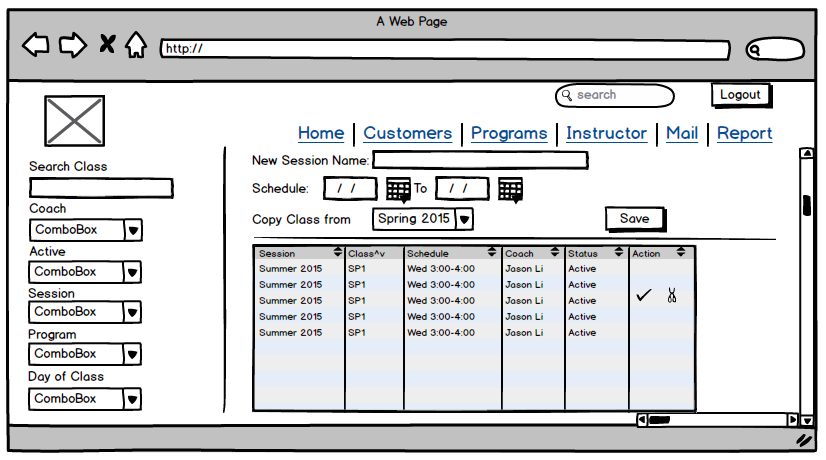 A Web Page
http://
search
Logout
Home Customers Programs Instructor Mail Report
Search Class
Coach
ComboBox
Active
ComboBox
Session
ComboBox
Program
ComboBox
Day of Class
ComboBox
New Session Name:
Schedule: / / To / /
Copy Class from Spring 2015 Save
Session Class^v Schedule Coach Status Action
Summer 2015 SP1 Wed 3:00-4:00 Jason Li Active
Summer 2015 SP1 Wed 3:00-4:00 Jason Li Active
Summer 2015 SP1 Wed 3:00-4:00 Jason Li Active
Summer 2015 SP1 Wed 3:00-4:00 Jason Li Active
Summer 2015 SP1 Wed 3:00-4:00 Jason Li Active